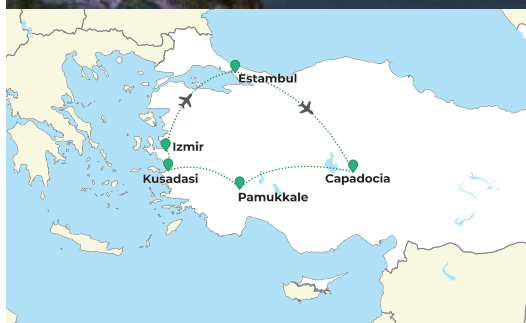 Estambul
Izmir
Kusadasi
Capadocia
Pamukkale